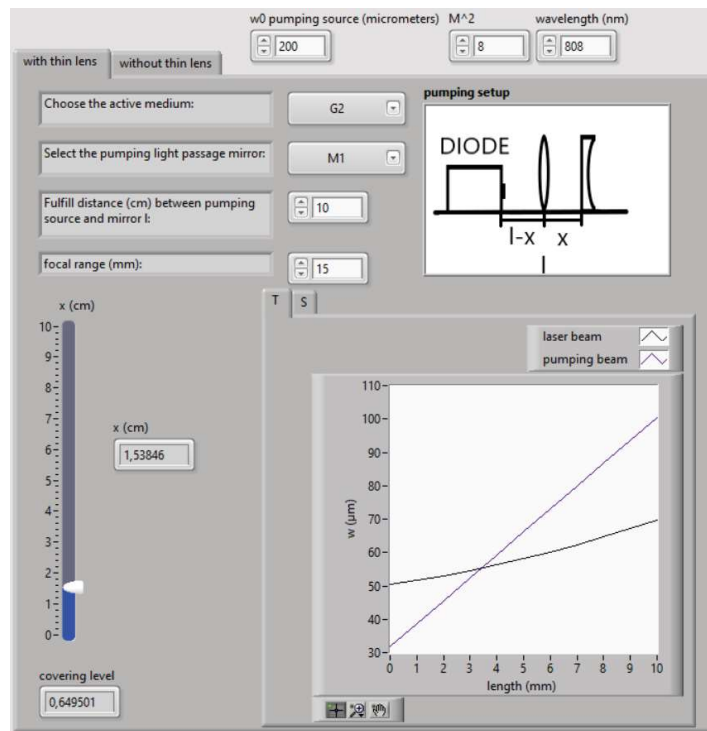 w0 pumping source (micrometers) M^2 wavelength (nm)
200 8 808
with thin lens without thin lens
Choose the active medium: G2
Select the pumping light passage mirror: M1
Fulfill distance (cm) between pumping
source and mirror l: 10
focal range (mm): 15
pumping setup
DIODE
l-x x
l
x (cm)
10
9
8
7
6
5
4
3
2
1
0
x (cm)
1,53846
covering level
0,649501
T S
laser beam
pumping beam
110
100
90
80
70
60
50
40
30
w (μm)
0 1 2 3 4 5 6 7 8 9 10
length (mm)